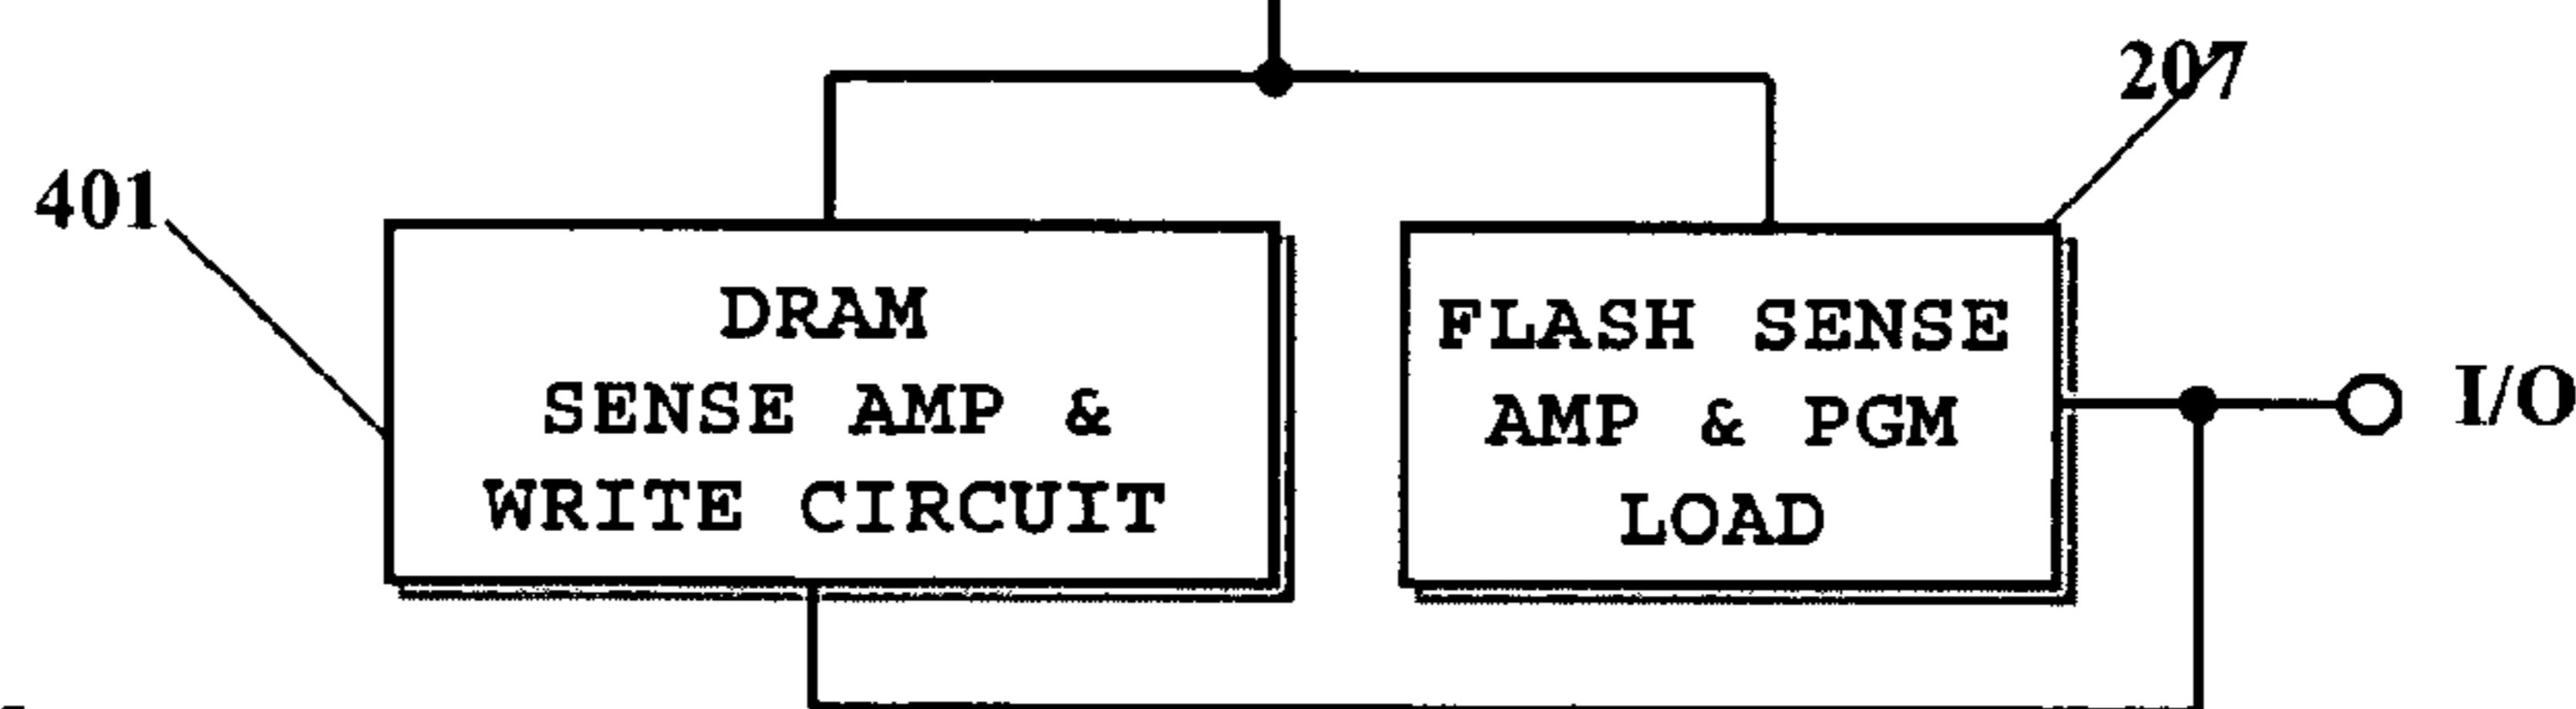 207
401
DRAM
SENSE AMP &
WRITE CIRCUIT
FLASH SENSE
AMP & PGM
LOAD
I/O